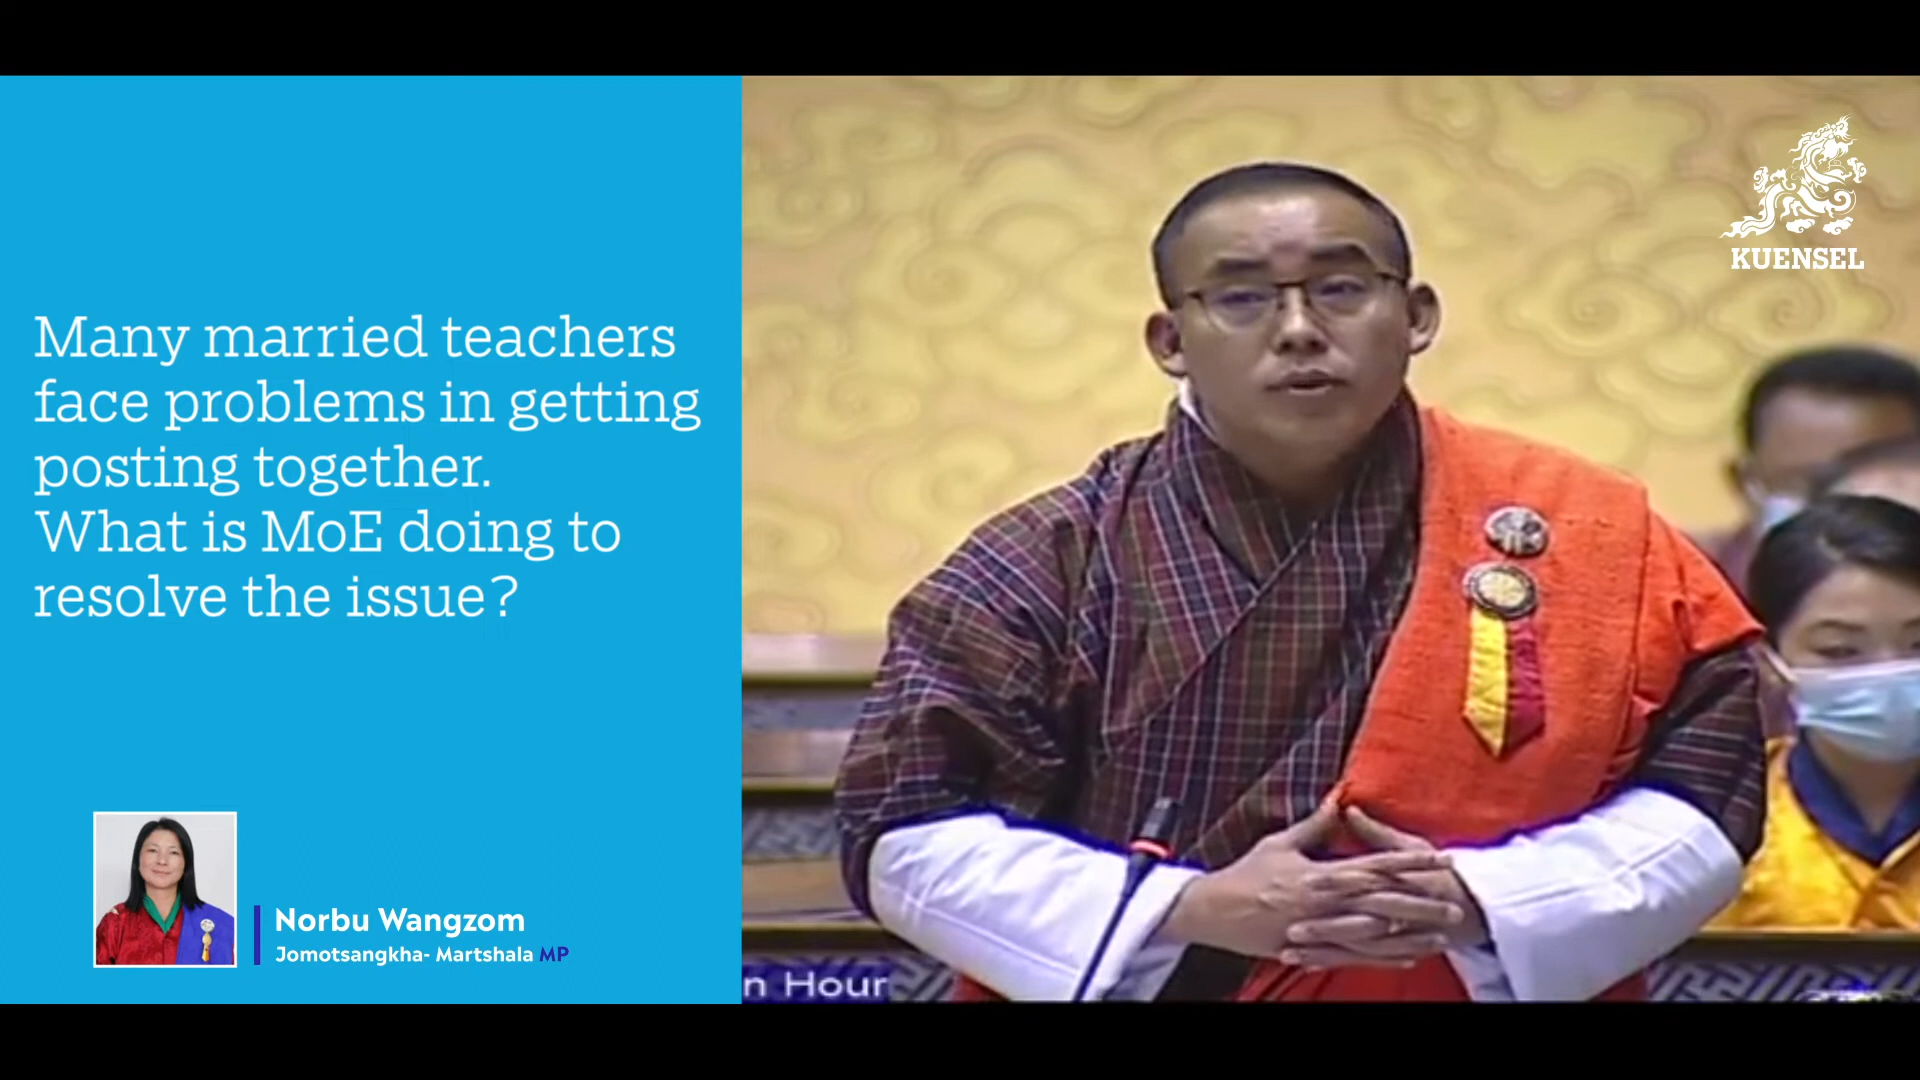 Many married teachers
face problems in getting
posting together.
What is MoE doing to
resolve the issue?
Norbu Wangzom
Jomotsangkha- Martshala MP
KUENSEL
n Hour